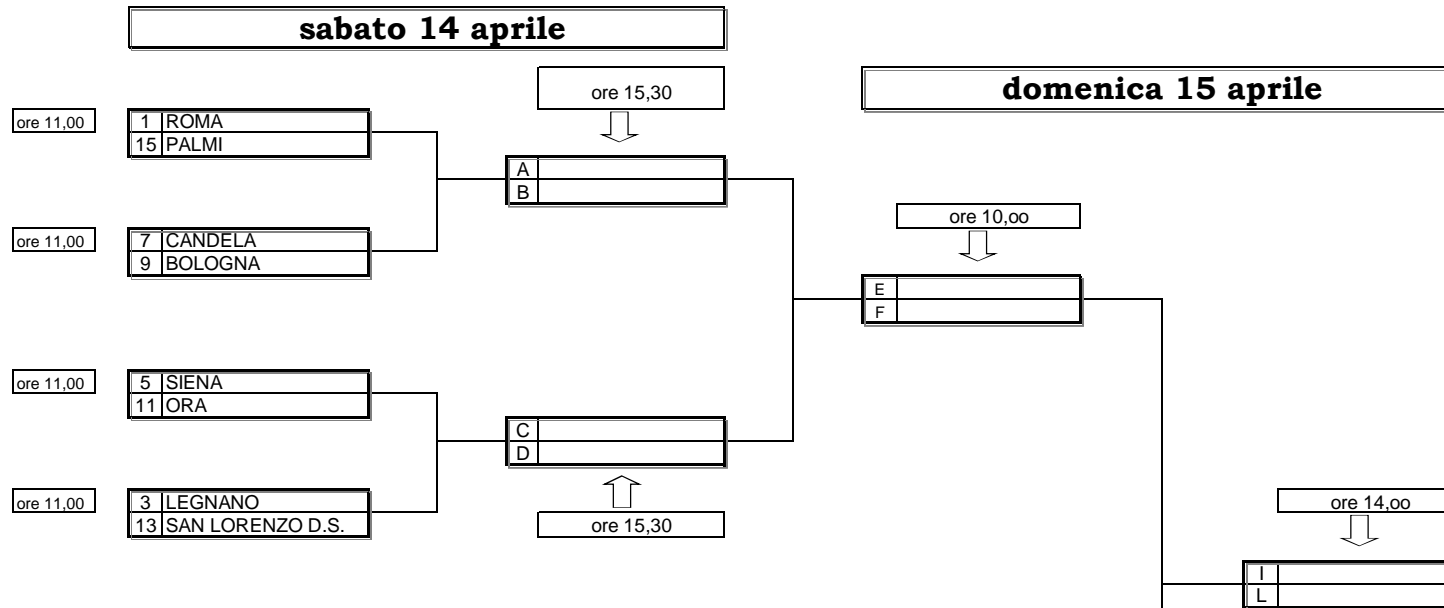 sabato 14 aprile
ore 15,30
domenica 15 aprile
ore 11,00
1 ROMA
15 PALMI
A
B
ore 10,oo
ore 11,00
7 CANDELA
9 BOLOGNA
E
F
ore 11,00
5 SIENA
11 ORA
C
D
ore 11,00
3 LEGNANO
13 SAN LORENZO D.S.
ore 15,30
ore 14,oo
I
L